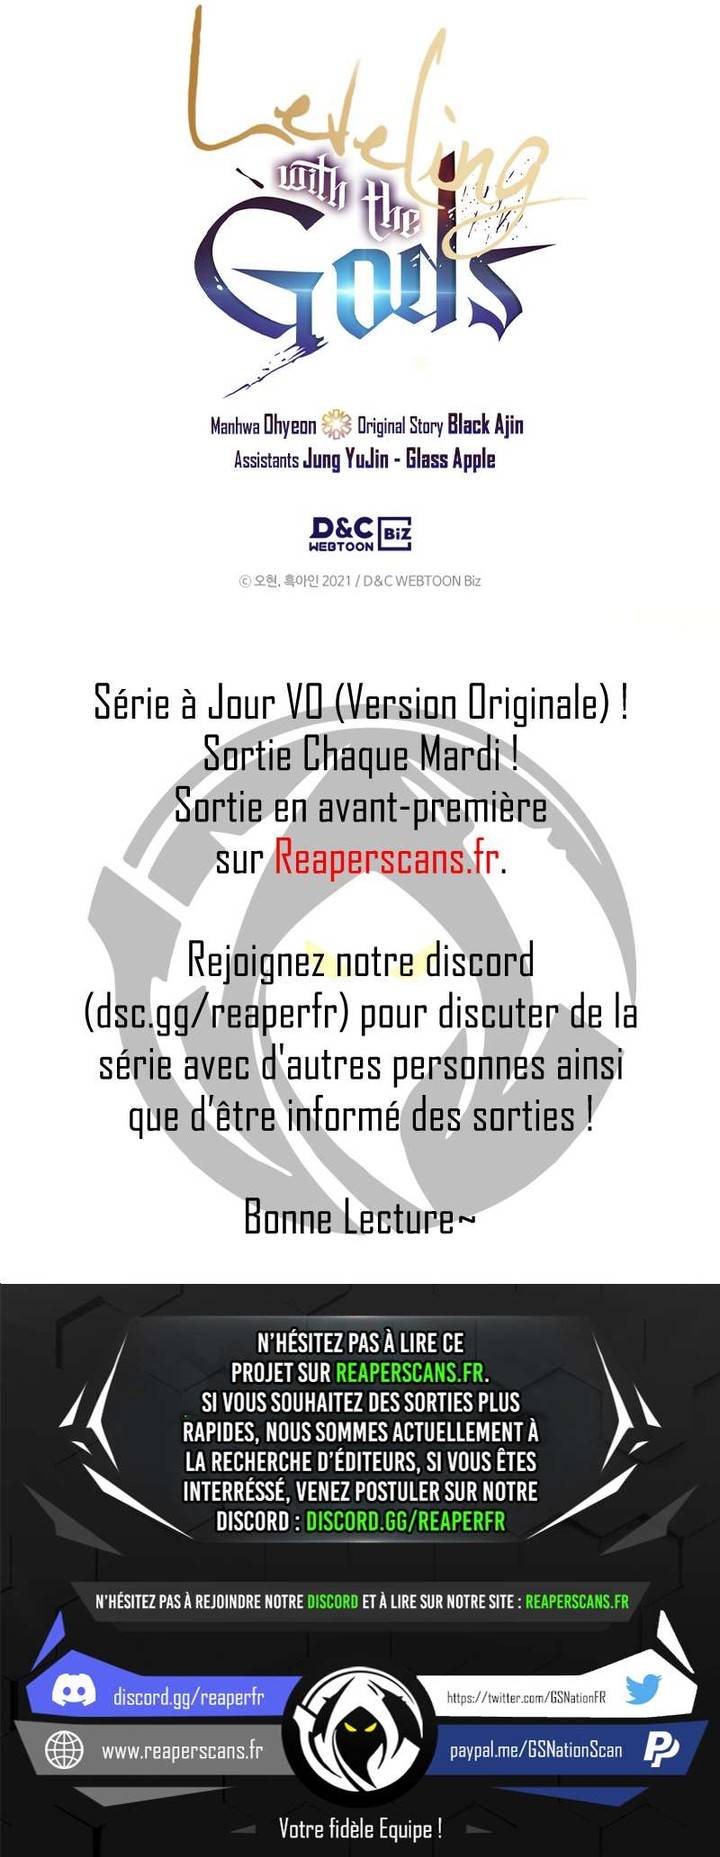 Leveling
with the
Gods
Manhwa Ohyeon Original Story Black Ajin
Assistants Jung YuJin - Glass Apple
D&C
WEBTOON BiZ
© 오현, 흑아인 2021 / D&C WEBTOON Biz
Série à Jour VO (Version Originale) !
Sortie Chaque Mardi !
Sortie en avant-première
sur Reaperscans.fr.
Rejoignez notre discord
(dsc.gg/reaperfr) pour discuter de la
série avec d'autres personnes ainsi
que d’être informé des sorties !
Bonne Lecture~
N’HÉSITEZ PAS À LIRE CE
PROJET SUR REAPERSCANS.FR.
SI VOUS SOUHAITEZ DES SORTIES PLUS
RAPIDES, NOUS SOMMES ACTUELLEMENT À
LA RECHERCHE D’ÉDITEURS, SI VOUS ÊTES
INTERRÉSSÉ, VENEZ POSTULER SUR NOTRE
DISCORD : DISCORD.GG/REAPERFR
N’HÉSITEZ PAS À REJOINDRE NOTRE DISCORD ET À LIRE SUR NOTRE SITE : REAPERSCANS.FR
discord.gg/reaperfr
https://twitter.com/GSNationFR
www.reaperscans.fr
paypal.me/GSNationScan
Votre fidèle Equipe !